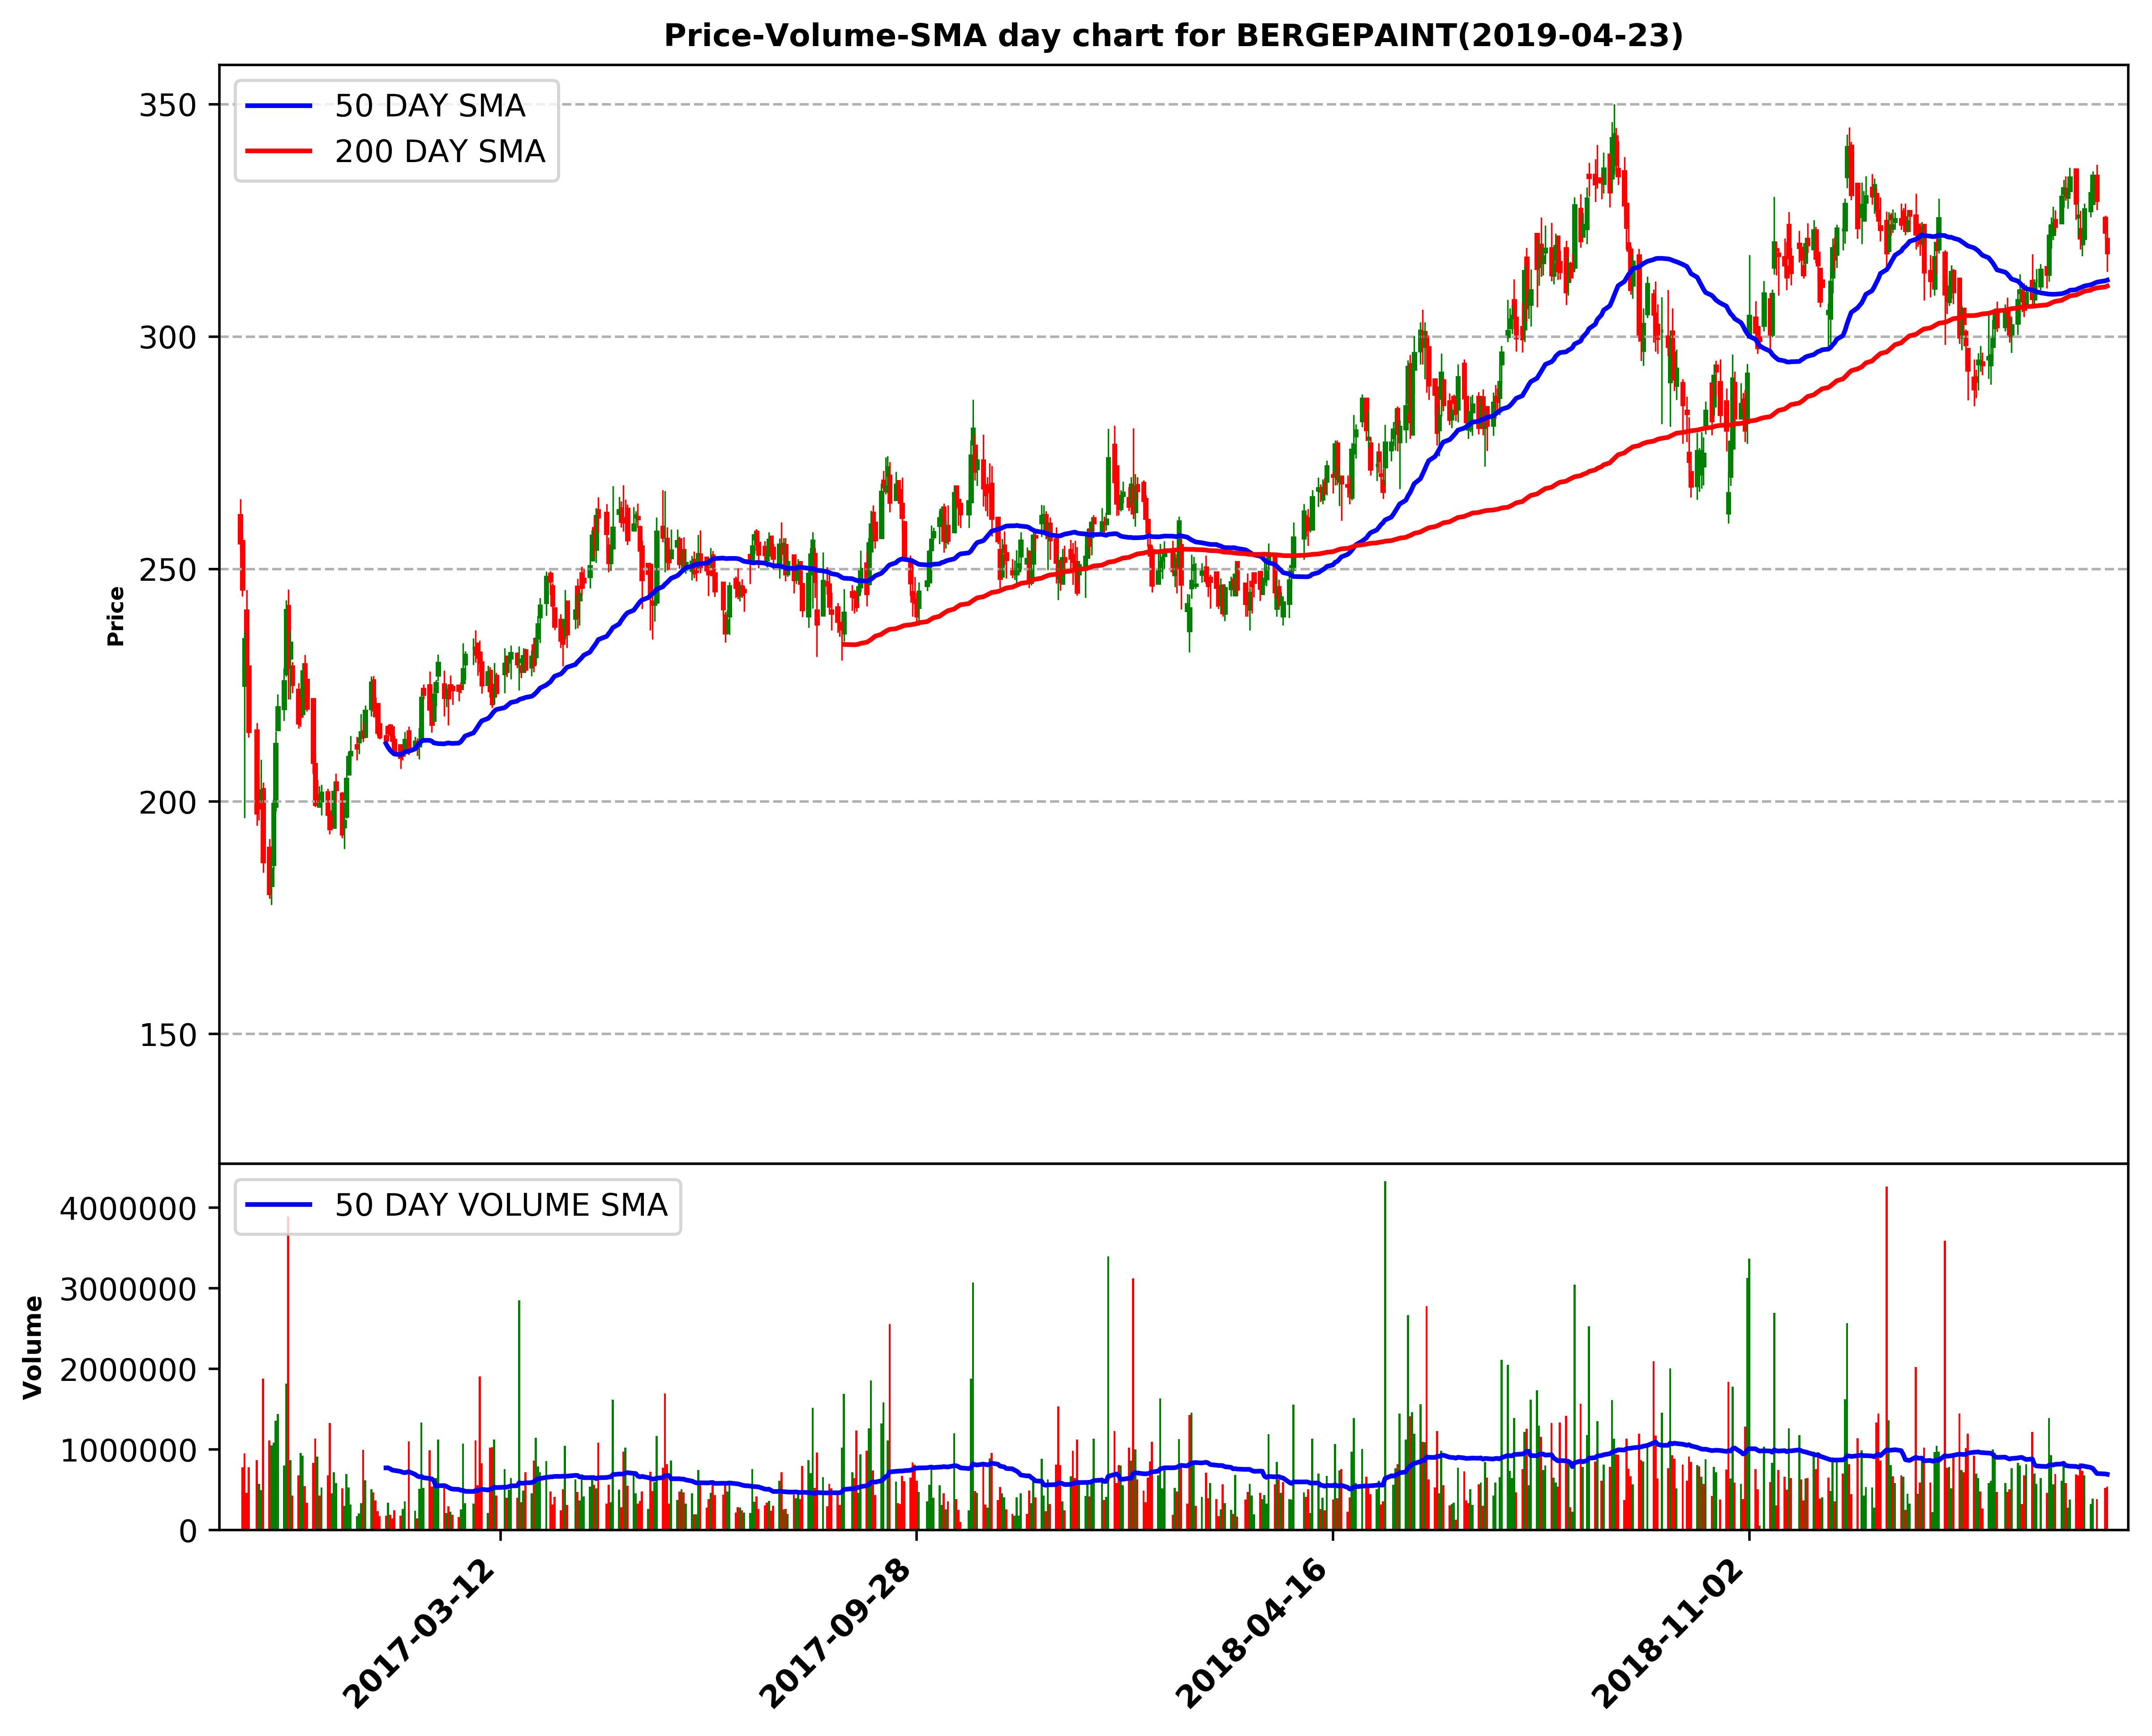 Price-Volume-SMA day chart for BERGEPAINT(2019-04-23)
50 DAY SMA
200 DAY SMA
350
300
250
200
150
Price
50 DAY VOLUME SMA
4000000
3000000
2000000
1000000
0
Volume
2017-03-12
2017-09-28
2018-04-16
2018-11-02